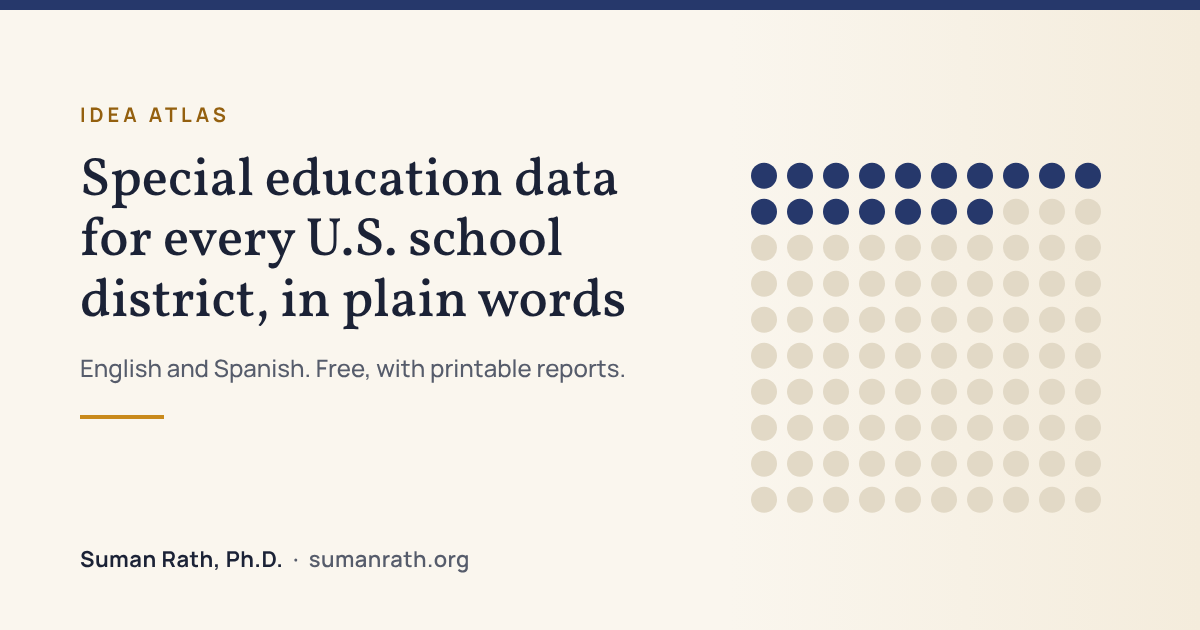 IDEA ATLAS
Special education data
for every U.S. school
district, in plain words
English and Spanish. Free, with printable reports.
Suman Rath, Ph.D. · sumanrath.org